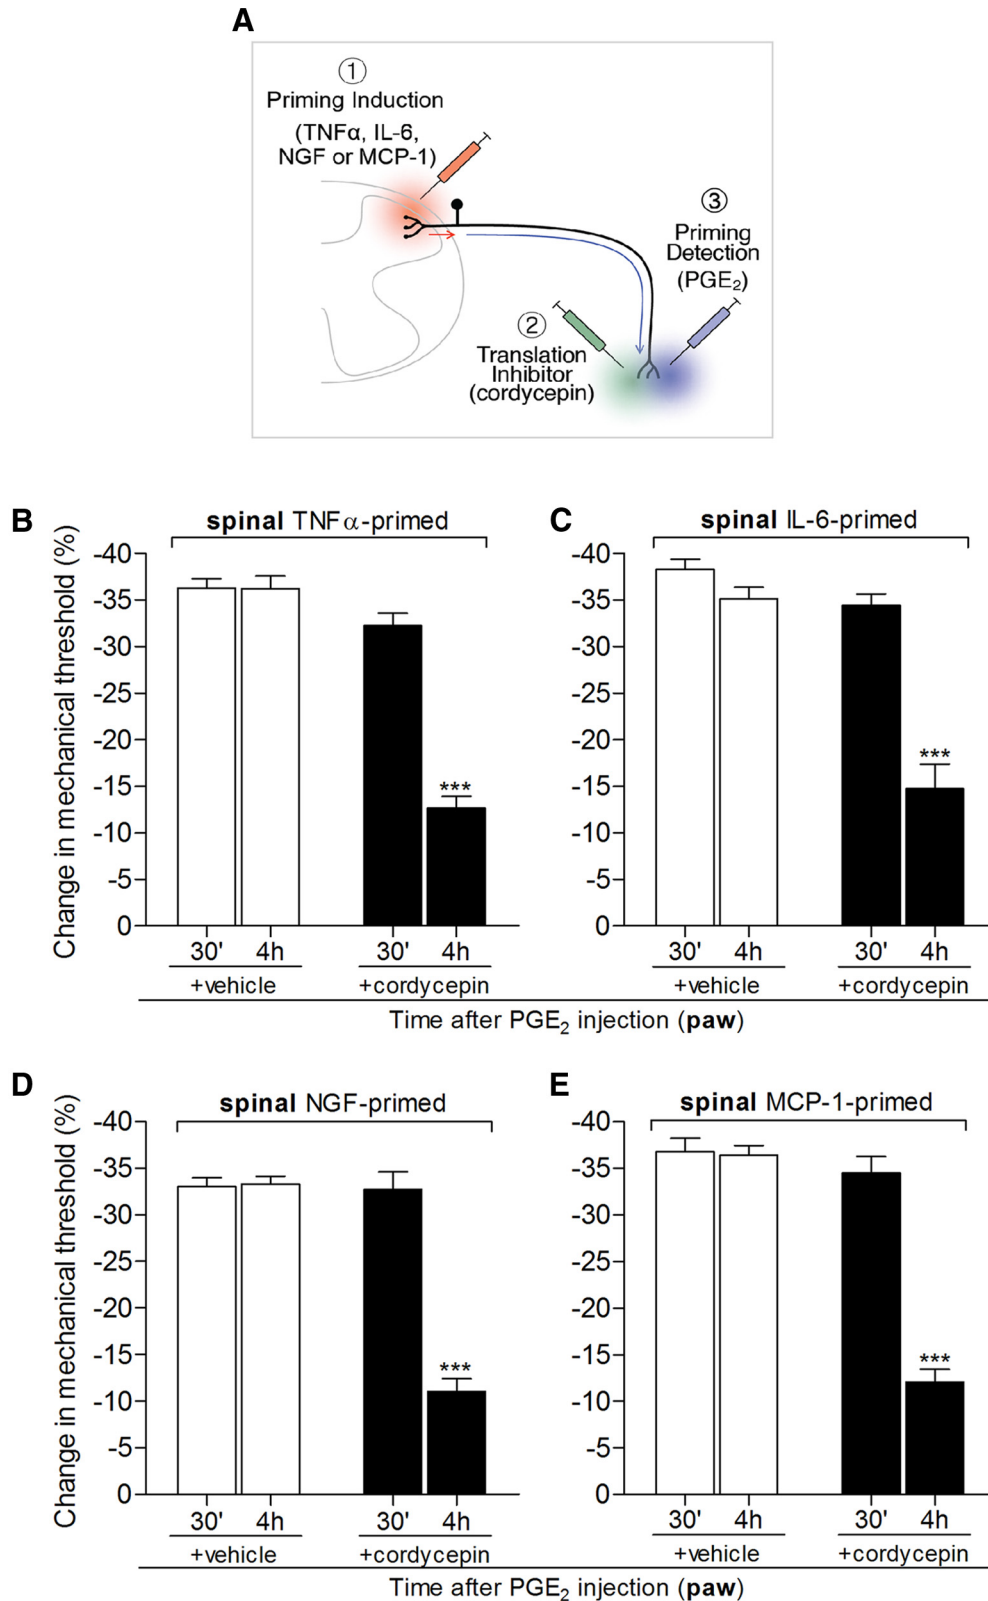 A
①
Priming Induction
(TNFα, IL-6,
NGF or MCP-1)
③
Priming
Detection
(PGE₂)
②
Translation
Inhibitor
(cordycepin)
B
spinal TNFα-primed
Change in mechanical threshold (%)
-40
-35
-30
-25
-20
-15
-10
-5
0
***
30' 4h 30' 4h
+vehicle +cordycepin
C
spinal IL-6-primed
-40
-35
-30
-25
-20
-15
-10
-5
0
***
30' 4h 30' 4h
+vehicle +cordycepin
Time after PGE₂ injection (paw)
D
spinal NGF-primed
Change in mechanical threshold (%)
-40
-35
-30
-25
-20
-15
-10
-5
0
***
30' 4h 30' 4h
+vehicle +cordycepin
E
spinal MCP-1-primed
-40
-35
-30
-25
-20
-15
-10
-5
0
***
30' 4h 30' 4h
+vehicle +cordycepin
Time after PGE₂ injection (paw)